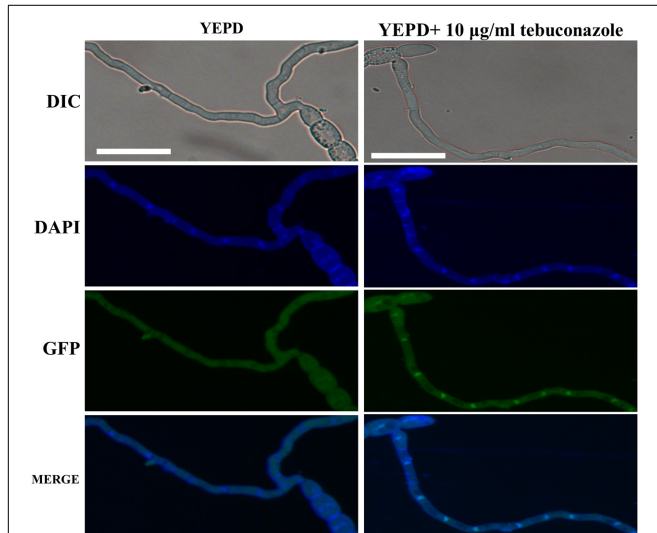 YEPD
YEPD+ 10 µg/ml tebuconazole
DIC
DAPI
GFP
MERGE